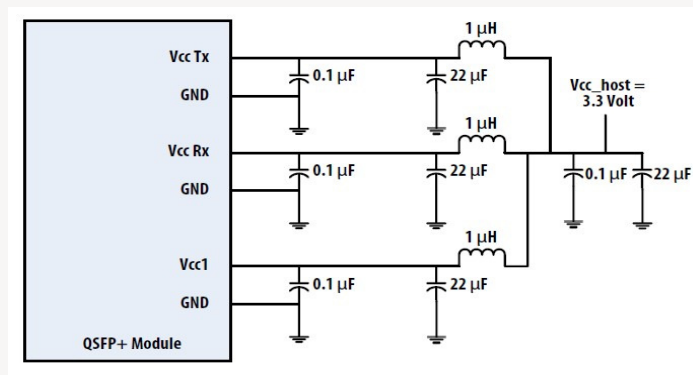 1 μH
Vcc Tx
0.1 μF
22 μF
GND
Vcc_host =
3.3 Volt
1 μH
Vcc Rx
0.1 μF
22 μF
0.1 μF
22 μF
GND
1 μH
Vcc1
0.1 μF
22 μF
GND
QSFP+ Module